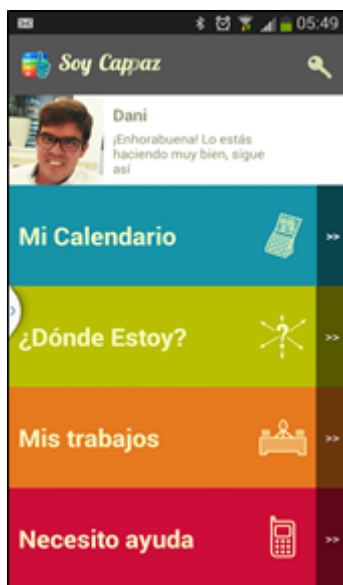 05:49
Soy Cappaz
Dani
¡Enhorabuena! Lo estás
haciendo muy bien, sigue
así
Mi Calendario
>>
¿Dónde Estoy?
?
>>
Mis trabajos
>>
Necesito ayuda
>>